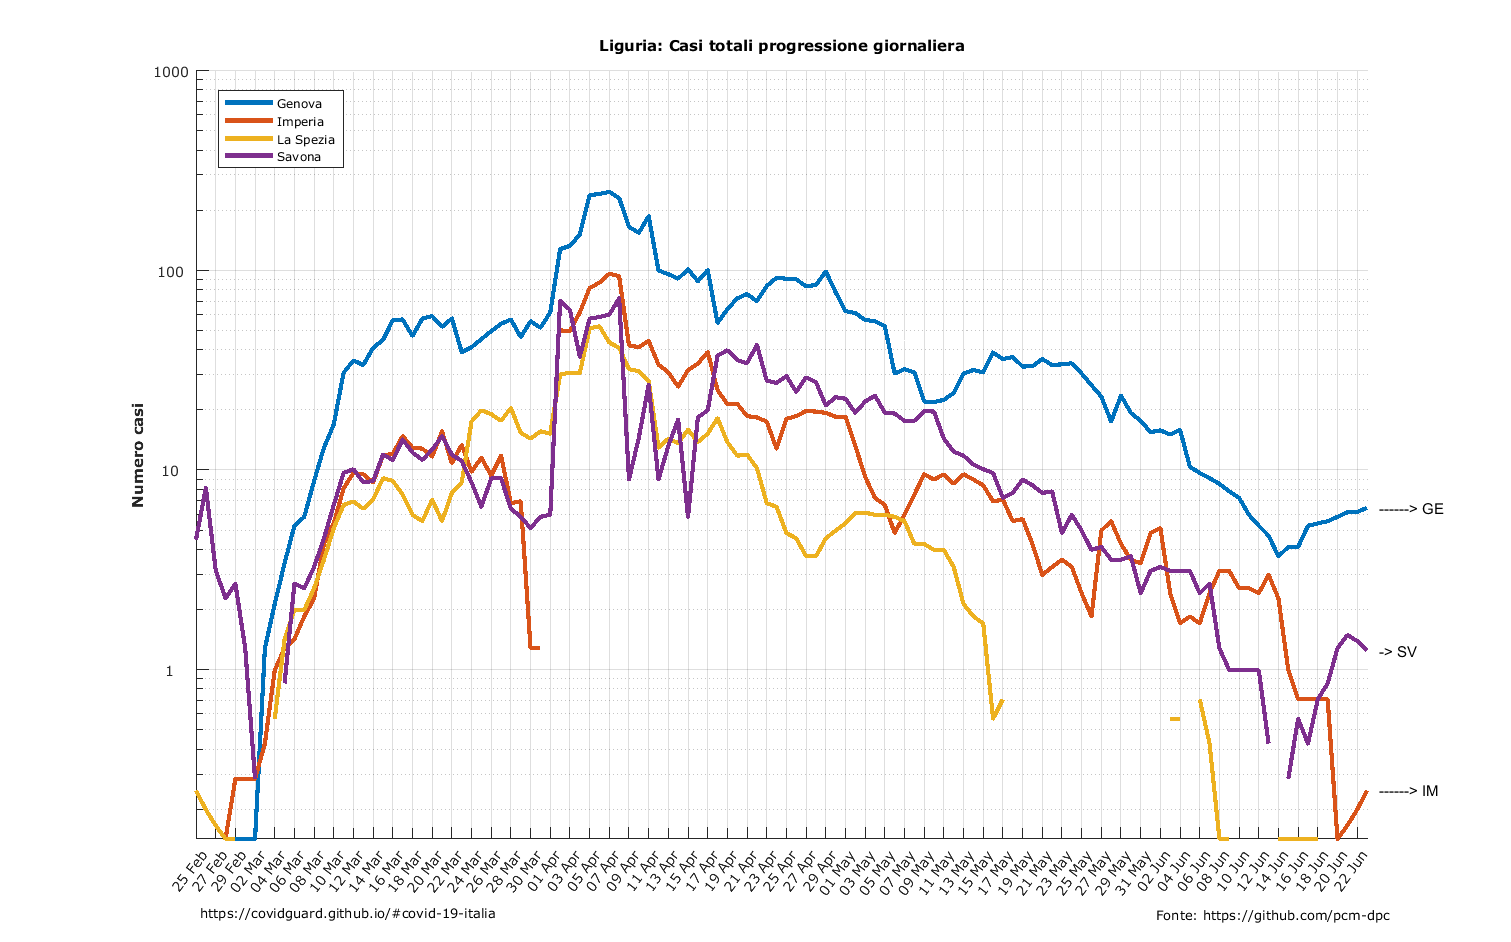 Liguria: Casi totali progressione giornaliera
Numero casi
1000
100
10
1
Genova
Imperia
La Spezia
Savona
------> GE
-> SV
------> IM
25 Feb
27 Feb
29 Feb
02 Mar
04 Mar
06 Mar
08 Mar
10 Mar
12 Mar
14 Mar
16 Mar
18 Mar
20 Mar
22 Mar
24 Mar
26 Mar
28 Mar
30 Mar
01 Apr
03 Apr
05 Apr
07 Apr
09 Apr
11 Apr
13 Apr
15 Apr
17 Apr
19 Apr
21 Apr
23 Apr
25 Apr
27 Apr
29 Apr
01 May
03 May
05 May
07 May
09 May
11 May
13 May
15 May
17 May
19 May
21 May
23 May
25 May
27 May
29 May
31 May
02 Jun
04 Jun
06 Jun
08 Jun
10 Jun
12 Jun
14 Jun
16 Jun
18 Jun
20 Jun
22 Jun
https://covidguard.github.io/#covid-19-italia
Fonte: https://github.com/pcm-dpc